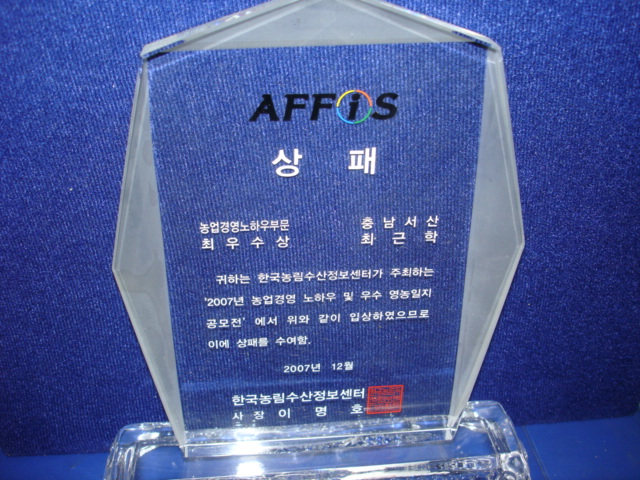 AFFiS
상 패
농업경영노하우부문 충남서산
최우수상 최근학
귀하는 한국농림수산정보센터가 주최하는
'2007년 농업경영 노하우 및 우수 영농일지
공모전' 에서 위와 같이 입상하였으므로
이에 상패를 수여함.
2007년 12월
한국농림수산정보센터
사 장 이 명 호